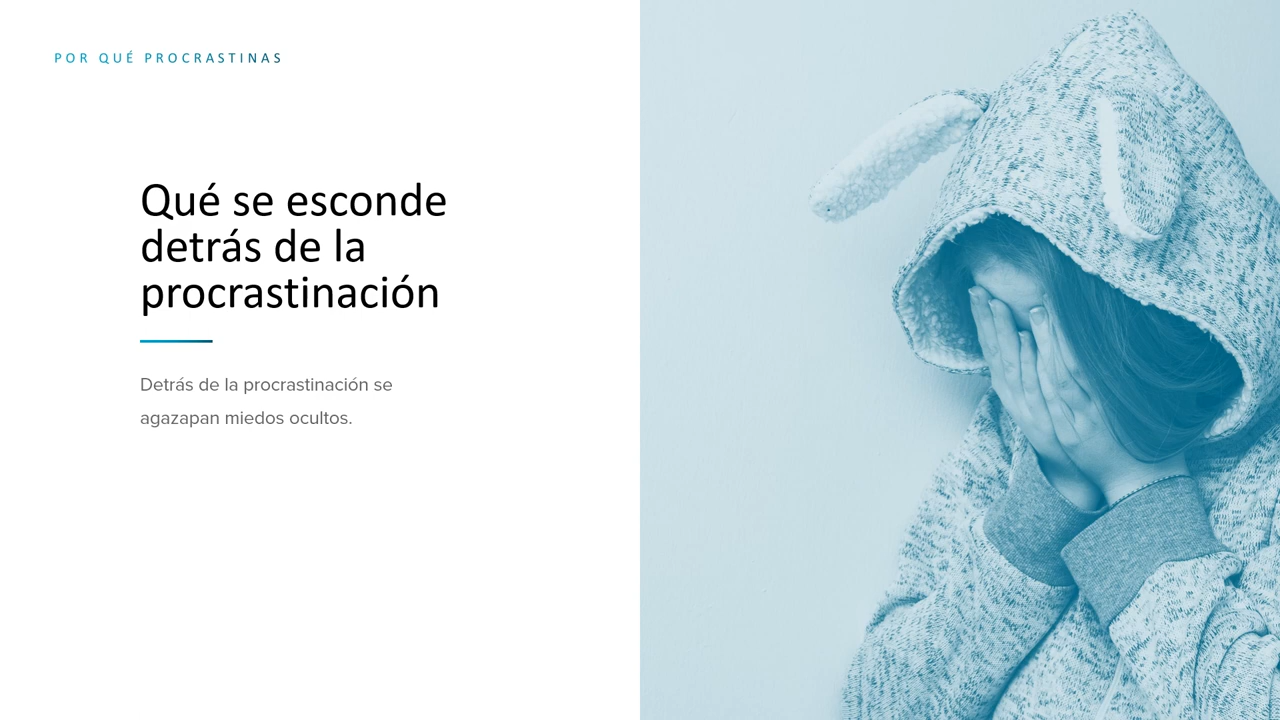 POR QUÉ PROCRASTINAS
Qué se esconde
detrás de la
procrastinación
Detrás de la procrastinación se
agazapan miedos ocultos.